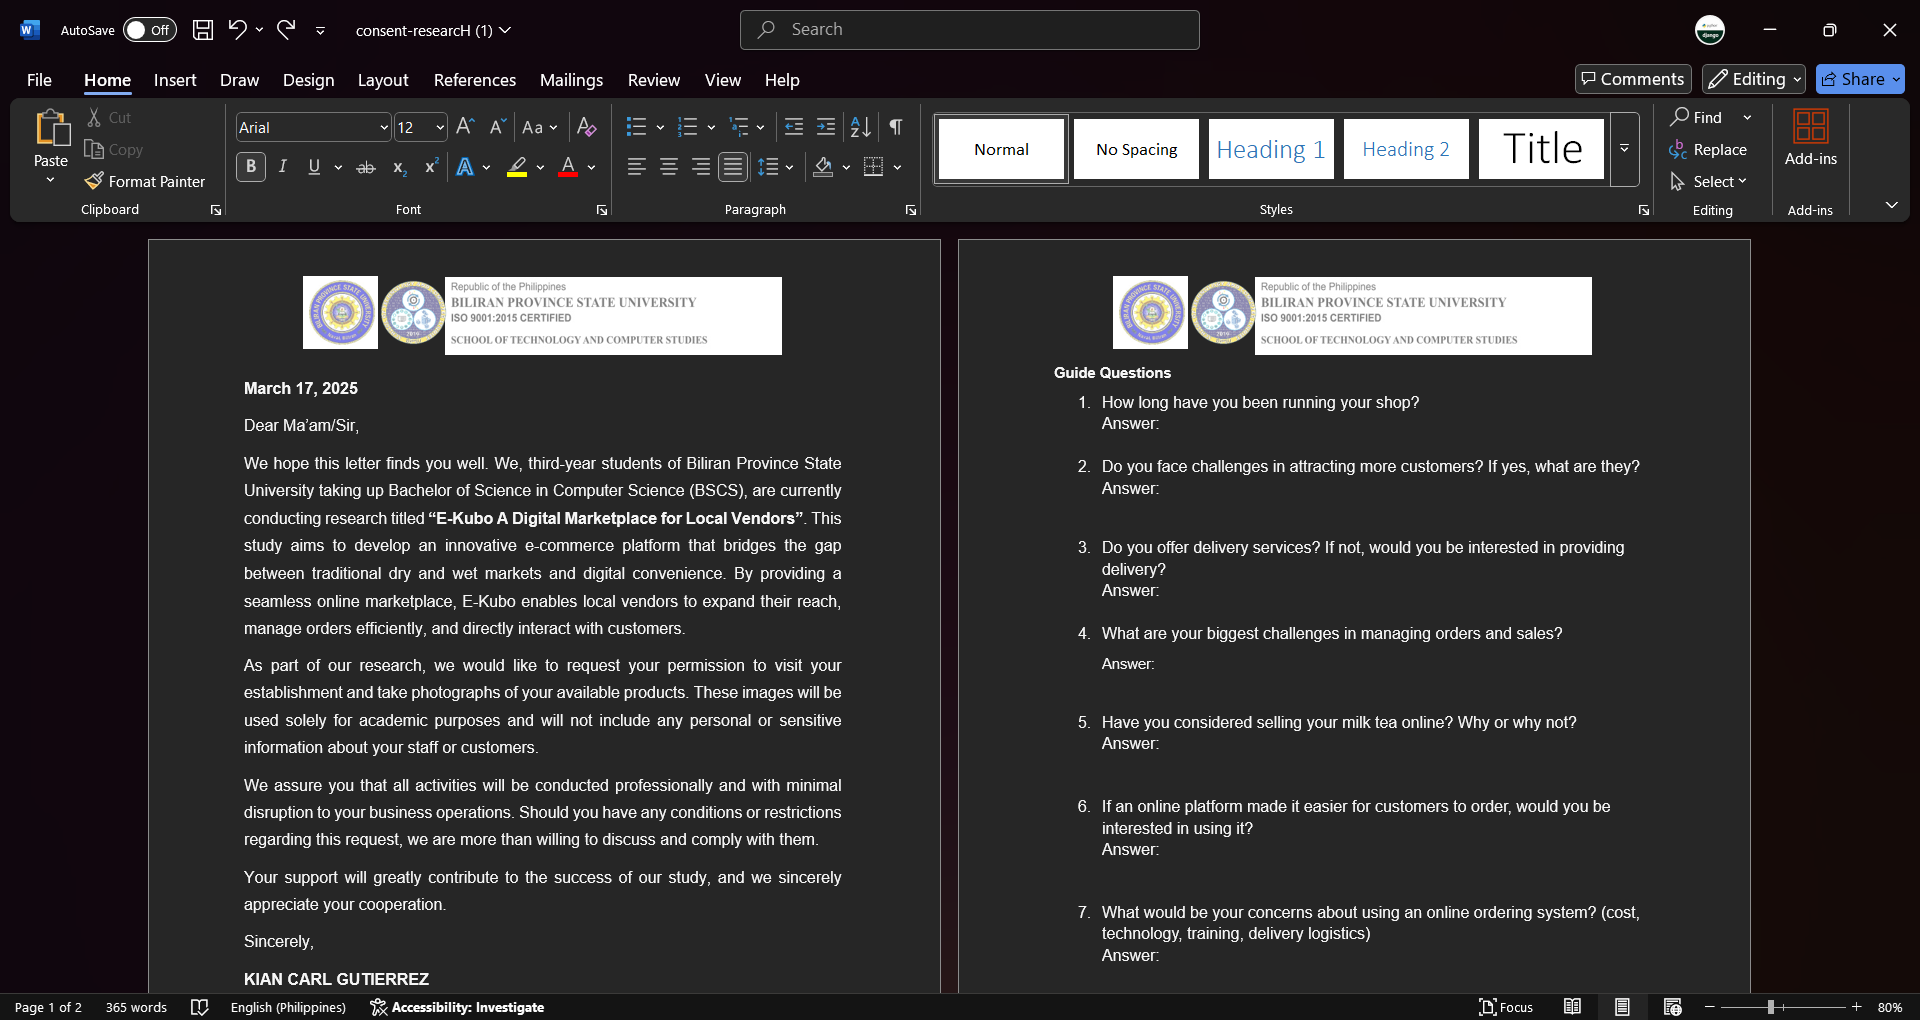 AutoSave Off consent-researcH (1) Search
File Home Insert Draw Design Layout References Mailings Review View Help Comments Editing Share
Paste Cut
Copy
Format Painter
Clipboard
Arial 12 Aa
B I U ab x₂ x² A A
Font
Paragraph
Normal No Spacing Heading 1 Heading 2 Title
Styles
Find
Replace
Select
Editing
Add-ins
Add-ins
Republic of the Philippines
BILIRAN PROVINCE STATE UNIVERSITY
ISO 9001:2015 CERTIFIED
SCHOOL OF TECHNOLOGY AND COMPUTER STUDIES
March 17, 2025
Dear Ma’am/Sir,
We hope this letter finds you well. We, third-year students of Biliran Province State
University taking up Bachelor of Science in Computer Science (BSCS), are currently
conducting research titled “E-Kubo A Digital Marketplace for Local Vendors”. This
study aims to develop an innovative e-commerce platform that bridges the gap
between traditional dry and wet markets and digital convenience. By providing a
seamless online marketplace, E-Kubo enables local vendors to expand their reach,
manage orders efficiently, and directly interact with customers.
As part of our research, we would like to request your permission to visit your
establishment and take photographs of your available products. These images will be
used solely for academic purposes and will not include any personal or sensitive
information about your staff or customers.
We assure you that all activities will be conducted professionally and with minimal
disruption to your business operations. Should you have any conditions or restrictions
regarding this request, we are more than willing to discuss and comply with them.
Your support will greatly contribute to the success of our study, and we sincerely
appreciate your cooperation.
Sincerely,
KIAN CARL GUTIERREZ
Republic of the Philippines
BILIRAN PROVINCE STATE UNIVERSITY
ISO 9001:2015 CERTIFIED
SCHOOL OF TECHNOLOGY AND COMPUTER STUDIES
Guide Questions
1. How long have you been running your shop?
Answer:
2. Do you face challenges in attracting more customers? If yes, what are they?
Answer:
3. Do you offer delivery services? If not, would you be interested in providing
delivery?
Answer:
4. What are your biggest challenges in managing orders and sales?
Answer:
5. Have you considered selling your milk tea online? Why or why not?
Answer:
6. If an online platform made it easier for customers to order, would you be
interested in using it?
Answer:
7. What would be your concerns about using an online ordering system? (cost,
technology, training, delivery logistics)
Answer:
Page 1 of 2 365 words English (Philippines) Accessibility: Investigate Focus 80%